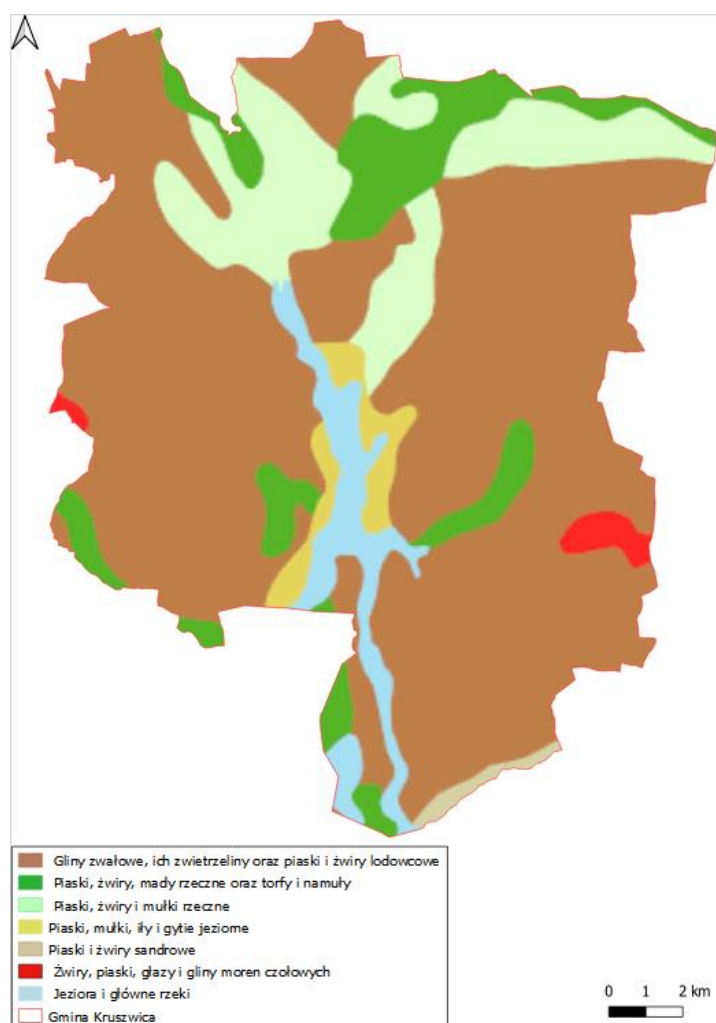 Gliny zwałowe, ich zwietrzeliny oraz piaski i żwiry lodowcowe
Piaski, żwiry, mady rzeczne oraz torfy i namuły
Piaski, żwiry i mułki rzeczne
Piaski, mułki, iły i gytie jeziorne
Piaski i żwiry sandrowe
Żwiry, piaski, głazy i gliny moren czołowych
Jeziora i główne rzeki
Gmina Kruszwica
0 1 2 km